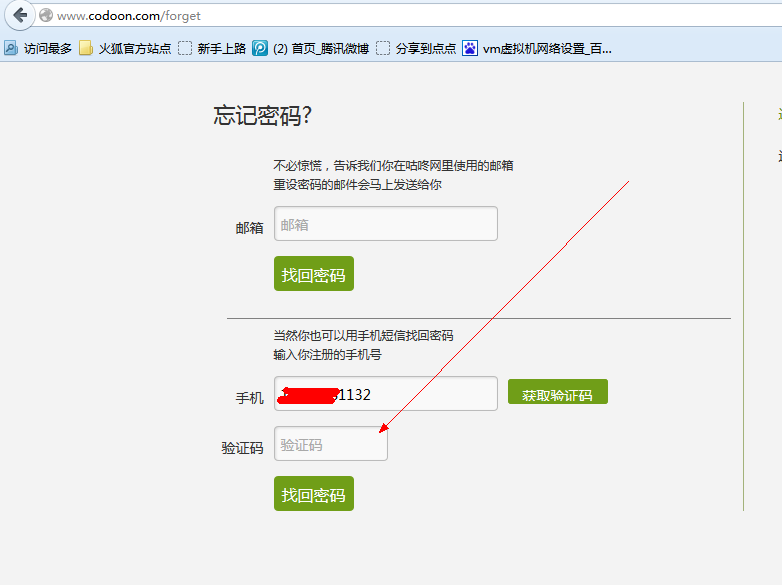 www.codoon.com/forget
访问最多 火狐官方站点 新手上路 (2) 首页_腾讯微博 分享到点点 vm虚拟机网络设置_百...
忘记密码?
不必惊慌，告诉我们你在咕咚网里使用的邮箱
重设密码的邮件会马上发送给你
邮箱 邮箱
找回密码
当然你也可以用手机短信找回密码
输入你注册的手机号
手机 1132 获取验证码
验证码 验证码
找回密码